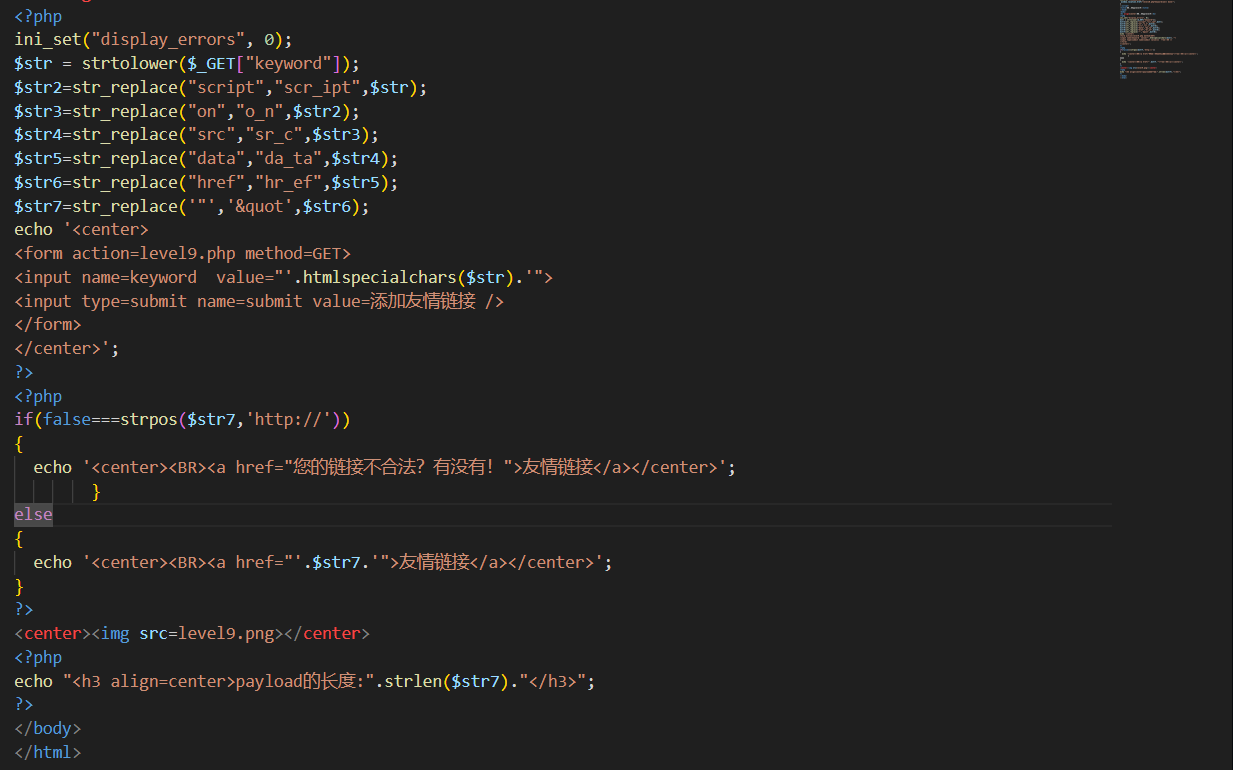 <?php
ini_set("display_errors", 0);
$str = strtolower($_GET["keyword"]);
$str2=str_replace("script","scr_ipt",$str);
$str3=str_replace("on","o_n",$str2);
$str4=str_replace("src","sr_c",$str3);
$str5=str_replace("data","da_ta",$str4);
$str6=str_replace("href","hr_ef",$str5);
$str7=str_replace('"','&quot',$str6);
echo '<center>
<form action=level9.php method=GET>
<input name=keyword  value="'.htmlspecialchars($str).'">
<input type=submit name=submit value=添加友情链接 />
</form>
</center>';
?>
<?php
if(false===strpos($str7,'http://'))
{
  echo '<center><BR><a href="您的链接不合法？有没有！">友情链接</a></center>';
        }
else
{
  echo '<center><BR><a href="'.$str7.'">友情链接</a></center>';
}
?>
<center><img src=level9.png></center>
<?php
echo "<h3 align=center>payload的长度:".strlen($str7)."</h3>";
?>
</body>
</html>